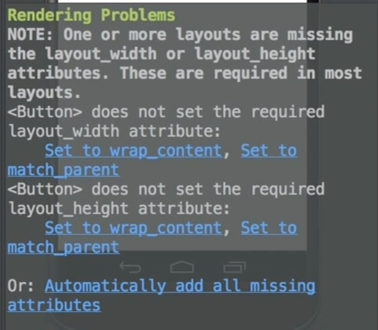 Rendering Problems
NOTE: One or more layouts are missing
the layout_width or layout_height
attributes. These are required in most
layouts.
<Button> does not set the required
layout_width attribute:
Set to wrap_content, Set to
match_parent
<Button> does not set the required
layout_height attribute:
Set to wrap_content, Set to
match_parent
Or: Automatically add all missing
attributes